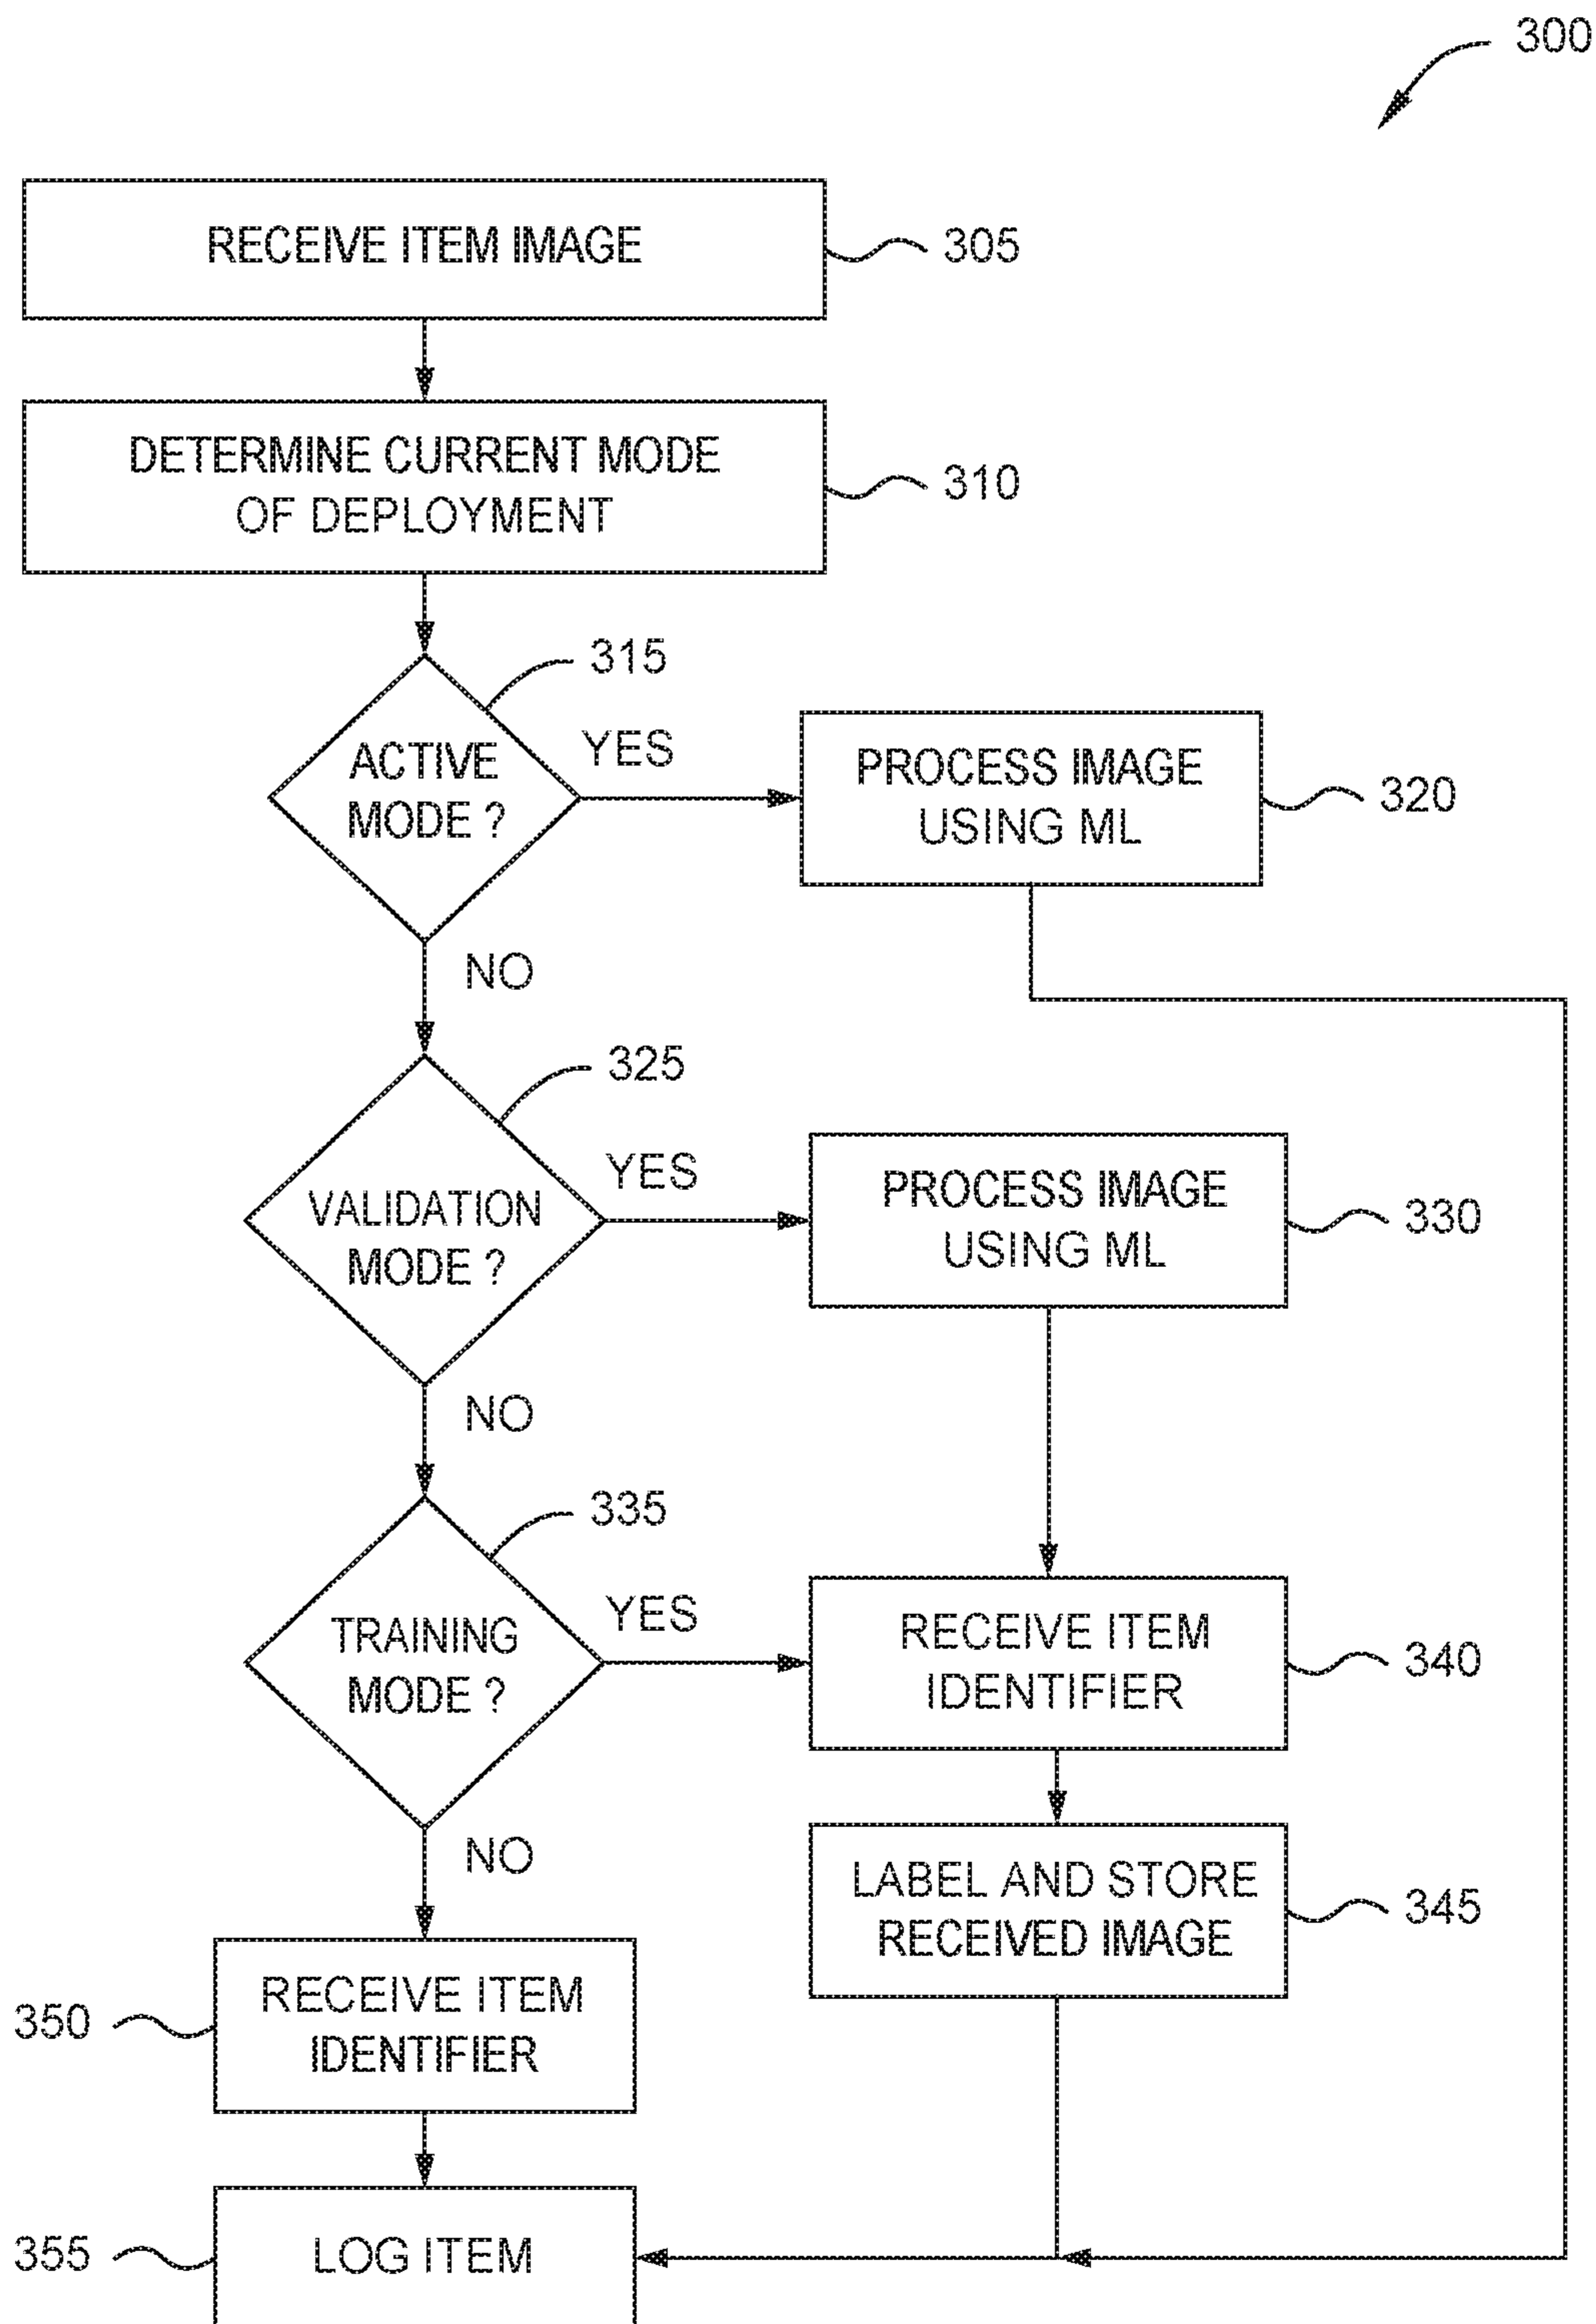 300
RECEIVE ITEM IMAGE
305
DETERMINE CURRENT MODE
OF DEPLOYMENT
310
315
ACTIVE
MODE ?
YES
PROCESS IMAGE
USING ML
320
NO
325
VALIDATION
MODE ?
YES
PROCESS IMAGE
USING ML
330
NO
335
TRAINING
MODE ?
YES
RECEIVE ITEM
IDENTIFIER
340
NO
LABEL AND STORE
RECEIVED IMAGE
345
350
RECEIVE ITEM
IDENTIFIER
355
LOG ITEM